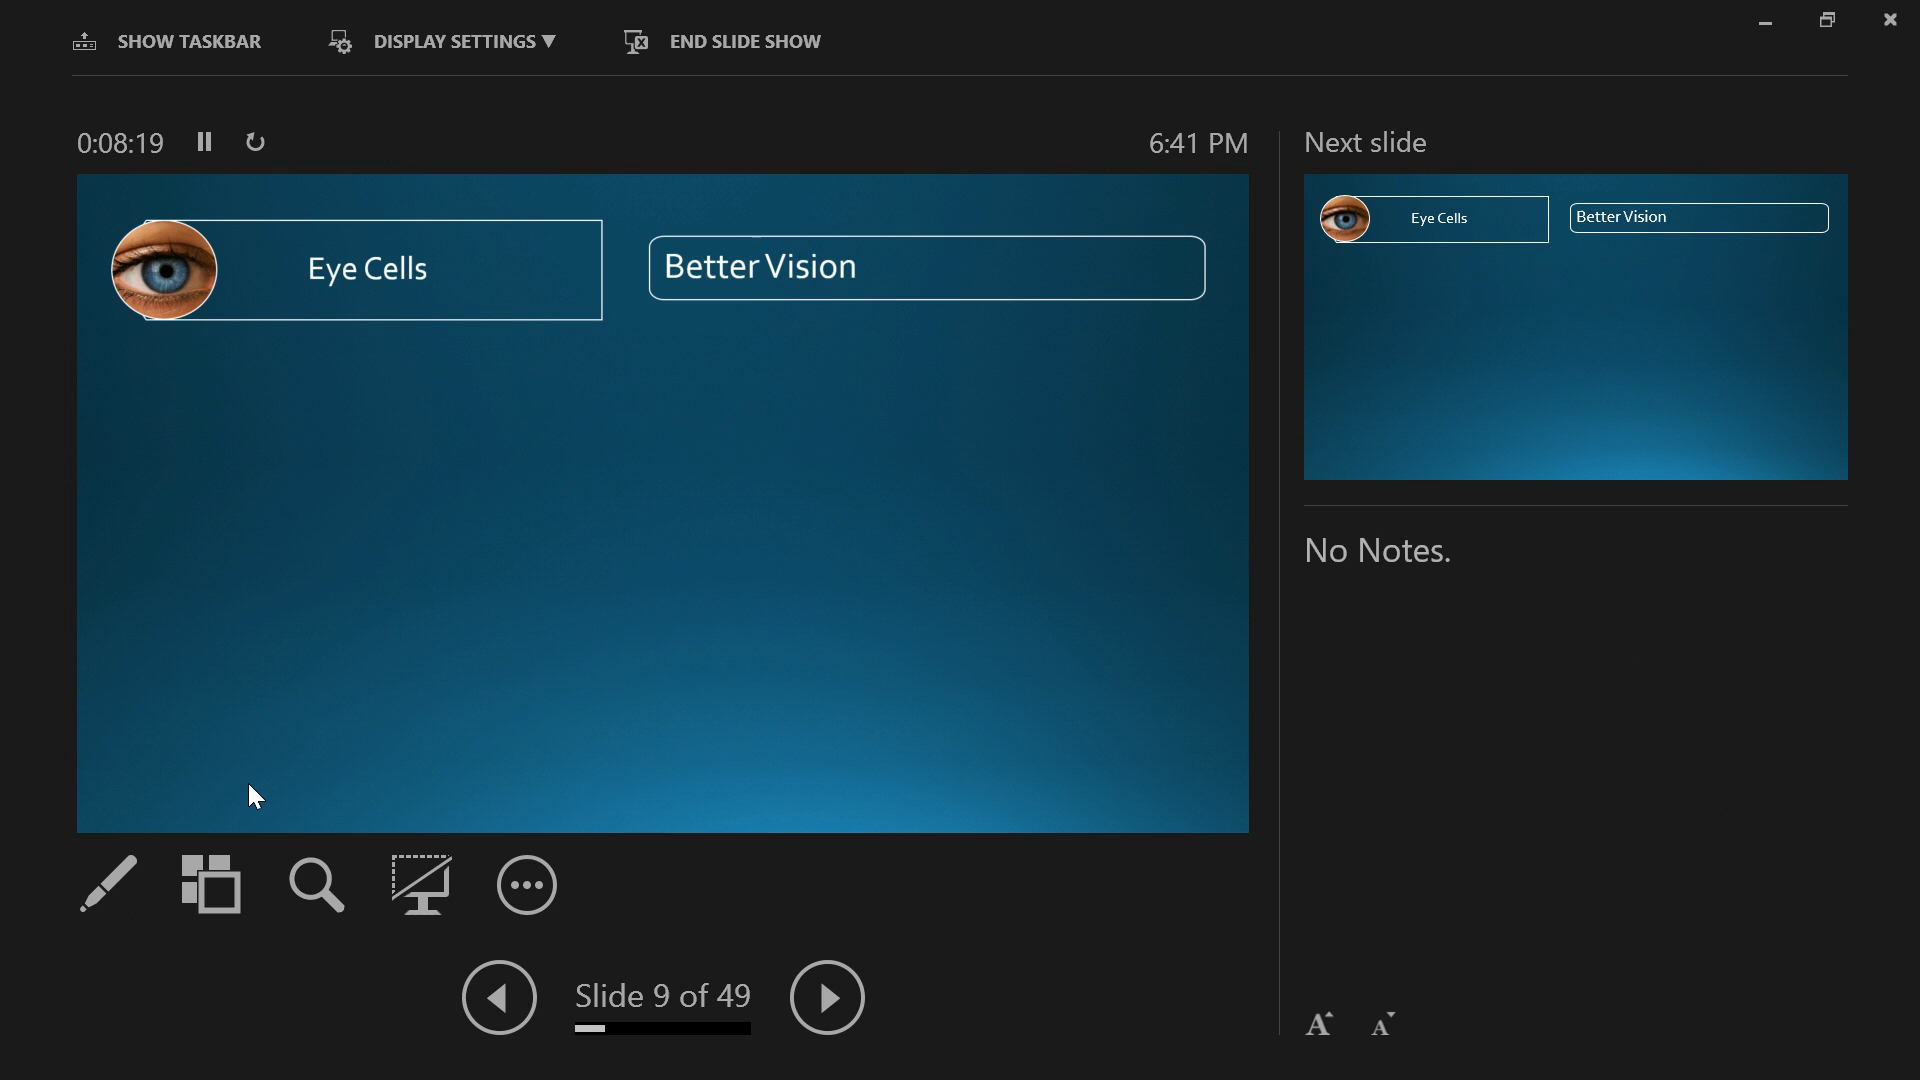 SHOW TASKBAR
DISPLAY SETTINGS ▼
END SLIDE SHOW
0:08:19
6:41 PM
Eye Cells
Better Vision
Next slide
Eye Cells
Better Vision
No Notes.
Slide 9 of 49
A
A